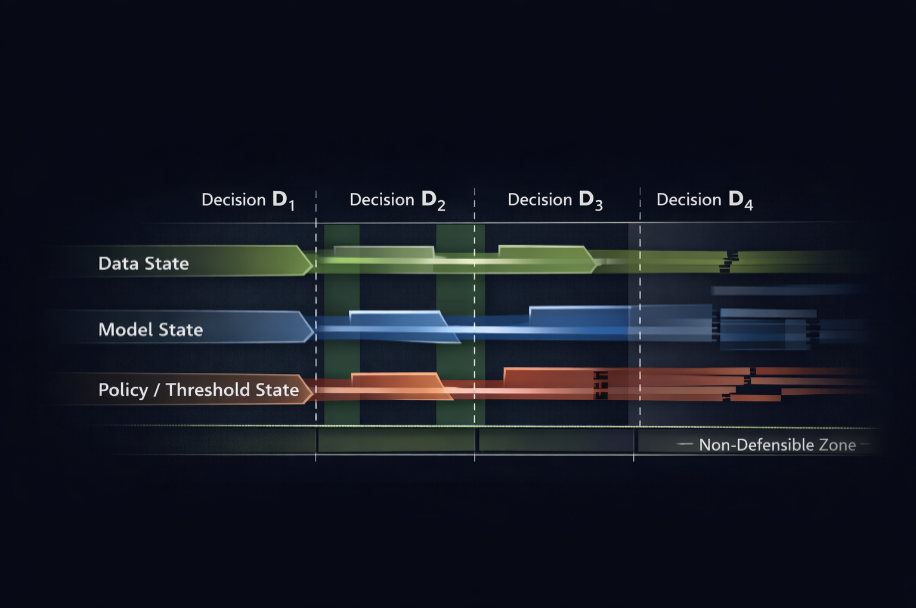 Decision D₁
Decision D₂
Decision D₃
Decision D₄
Data State
Model State
Policy / Threshold State
Non-Defensible Zone